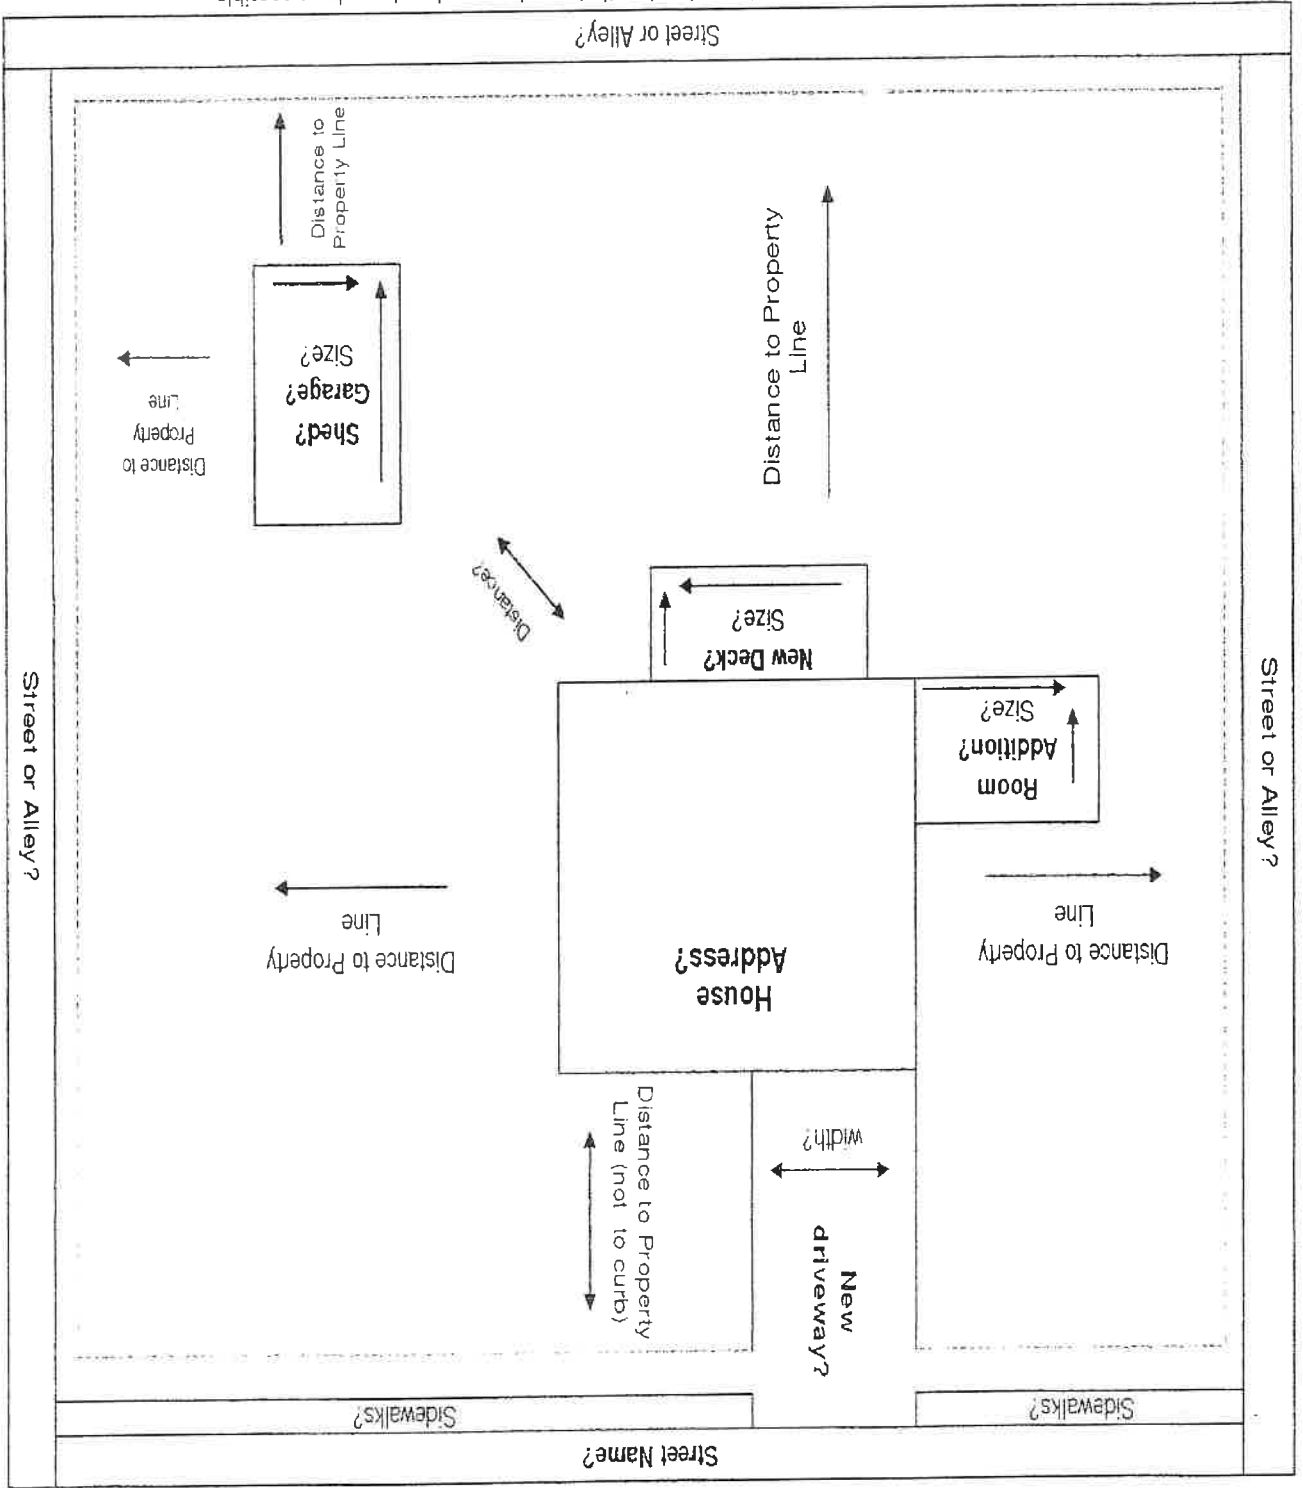 Street Name?
Sidewalks?
Sidewalks?
New
driveway?
width?
Distance to Property
Line (not to curb)
House
Address?
Distance to Property
Line
Distance to Property
Line
Room
Addition?
Size?
New Deck?
Size?
Distance?
Distance to Property
Line
Shed?
Garage?
Size?
Distance to
Property
Line
Distance to
Property Line
Street or Alley?
Street or Alley?
Street or Alley?